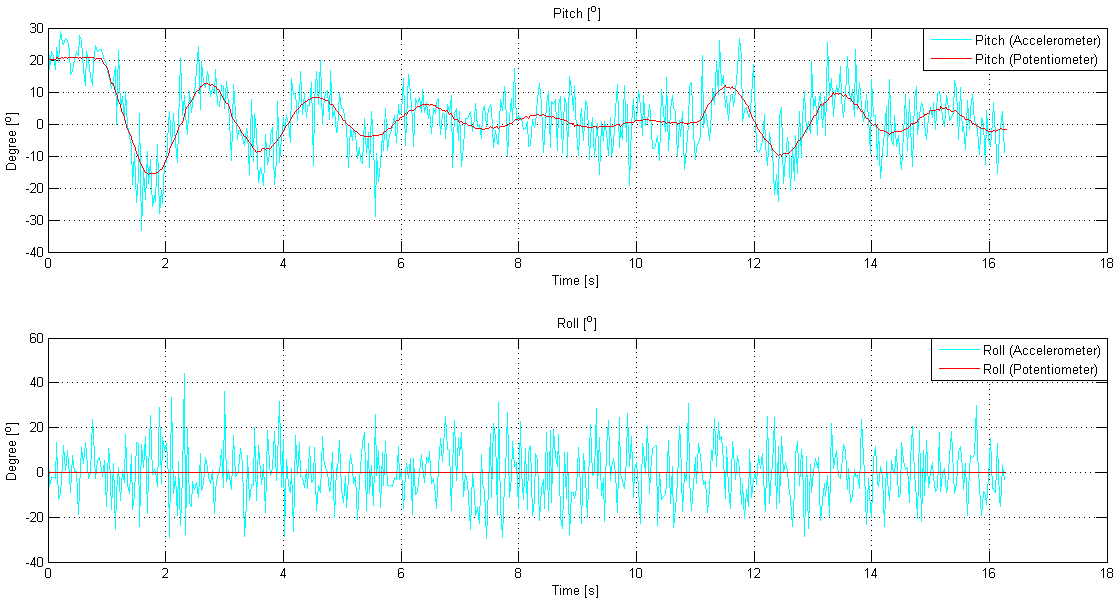 Pitch [o]
30
20
10
0
-10
-20
-30
-40
Degree [o]
Pitch (Accelerometer)
Pitch (Potentiometer)
0 2 4 6 8 10 12 14 16 18
Time [s]
Roll [o]
60
40
20
0
-20
-40
Degree [o]
Roll (Accelerometer)
Roll (Potentiometer)
0 2 4 6 8 10 12 14 16 18
Time [s]